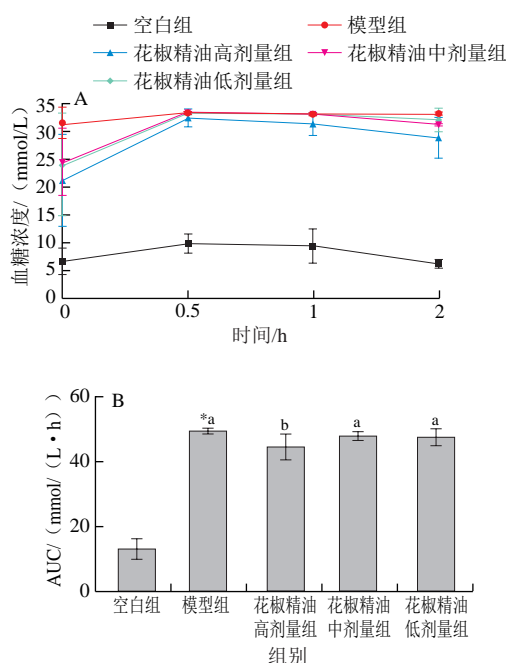 空白组 模型组
花椒精油高剂量组 花椒精油中剂量组
花椒精油低剂量组
A
血糖浓度/（mmol/L）
35
30
25
20
15
10
5
0
0 0.5 1 2
时间/h
B
AUC/（mmol/（L·h））
60
40
20
0
*a b a a
空白组 模型组 花椒精油 花椒精油 花椒精油
高剂量组 中剂量组 低剂量组
组别